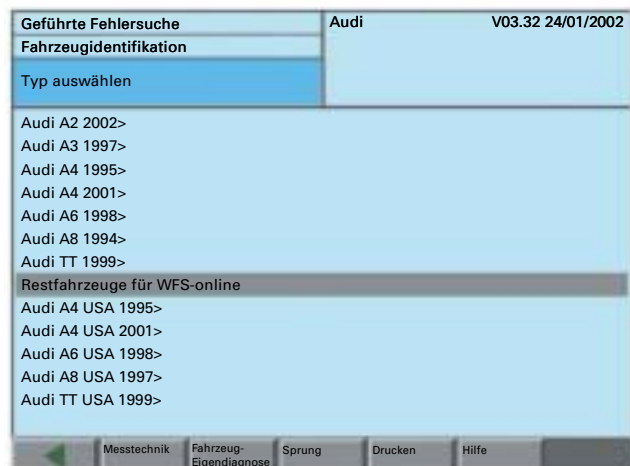 Geführte Fehlersuche
Audi
V03.32 24/01/2002
Fahrzeugidentifikation
Typ auswählen
Audi A2 2002>
Audi A3 1997>
Audi A4 1995>
Audi A4 2001>
Audi A6 1998>
Audi A8 1994>
Audi TT 1999>
Restfahrzeuge für WFS-online
Audi A4 USA 1995>
Audi A4 USA 2001>
Audi A6 USA 1998>
Audi A8 USA 1997>
Audi TT USA 1999>
Messtechnik
Fahrzeug-
Eigendiagnose
Sprung
Drucken
Hilfe